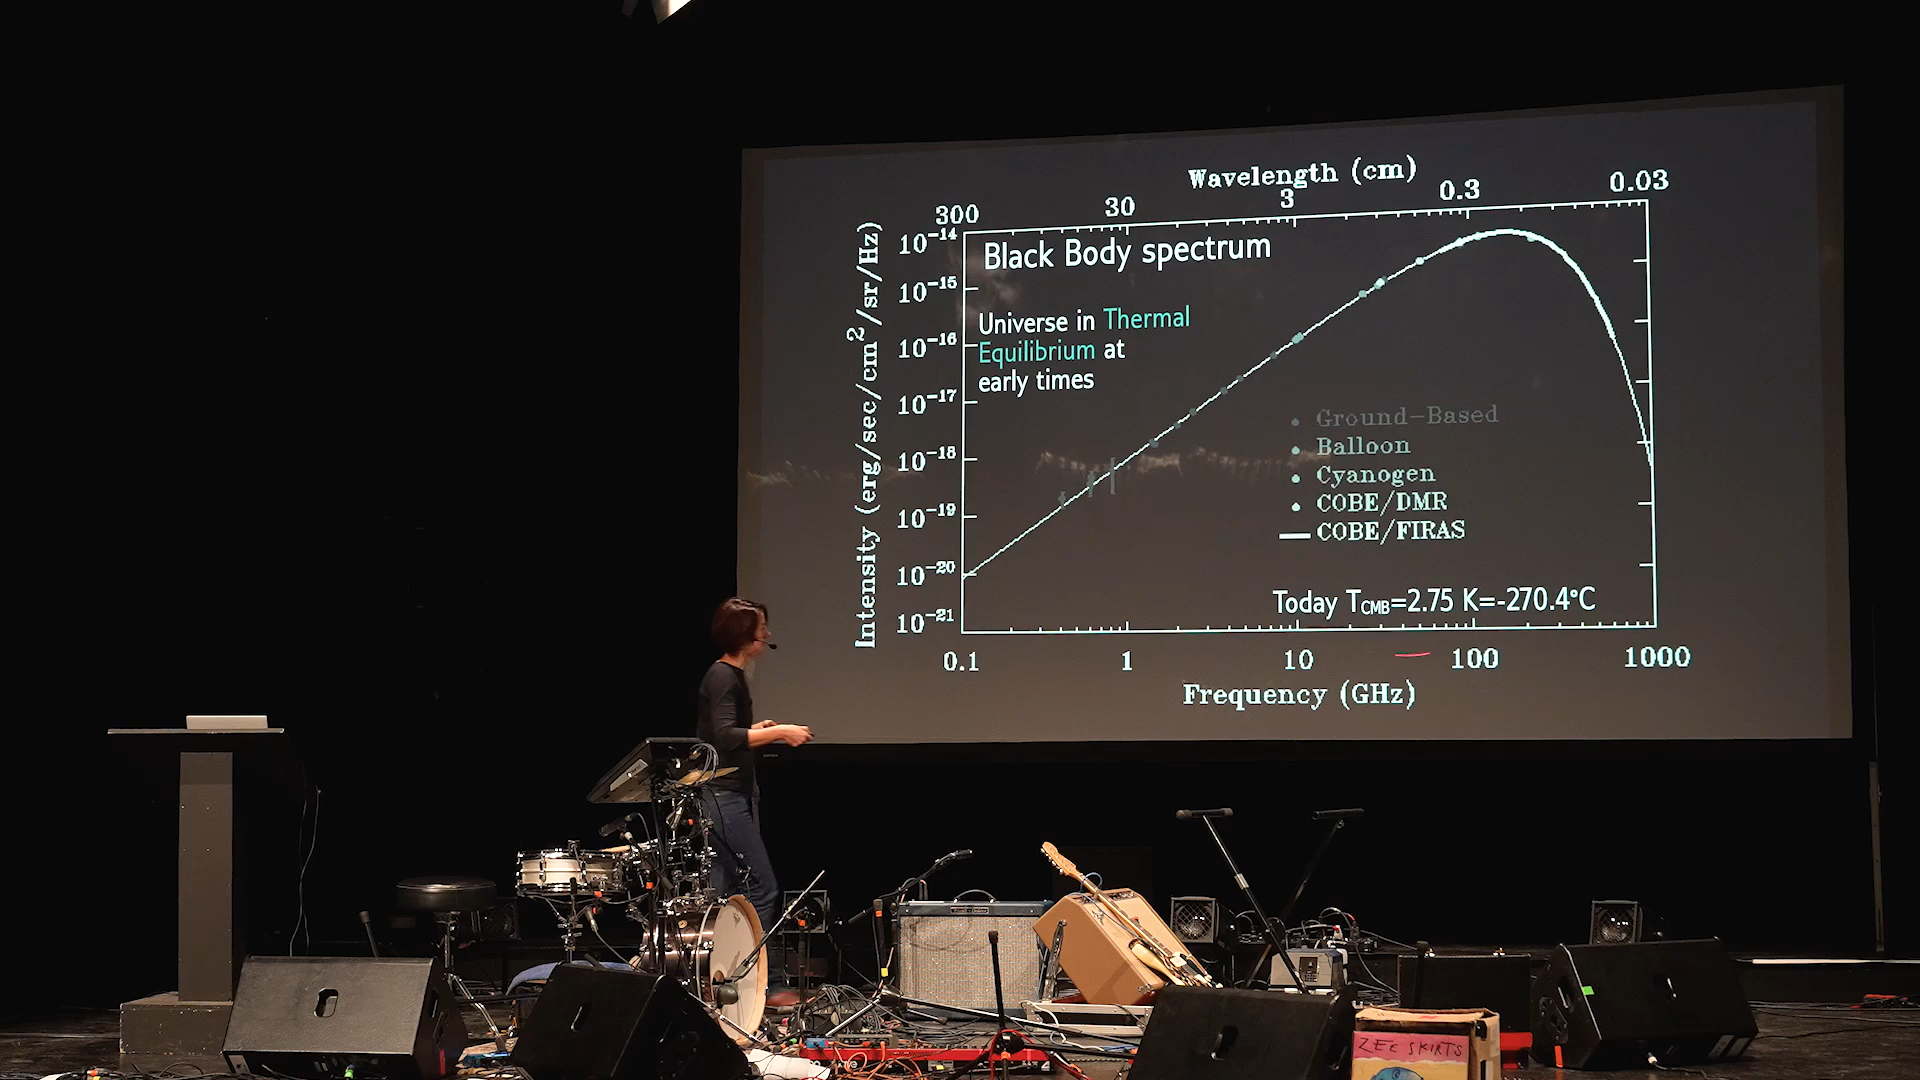 Wavelength (cm)
300 30 3 0.3 0.03
Intensity (erg/sec/cm²/sr/Hz)
10⁻¹⁴
10⁻¹⁵
10⁻¹⁶
10⁻¹⁷
10⁻¹⁸
10⁻¹⁹
10⁻²⁰
10⁻²¹
Black Body spectrum
Universe in Thermal
Equilibrium at
early times
Ground-Based
Balloon
Cyanogen
COBE/DMR
COBE/FIRAS
Today TCMB=2.75 K=-270.4°C
0.1 1 10 100 1000
Frequency (GHz)
ZEE SKIRTS